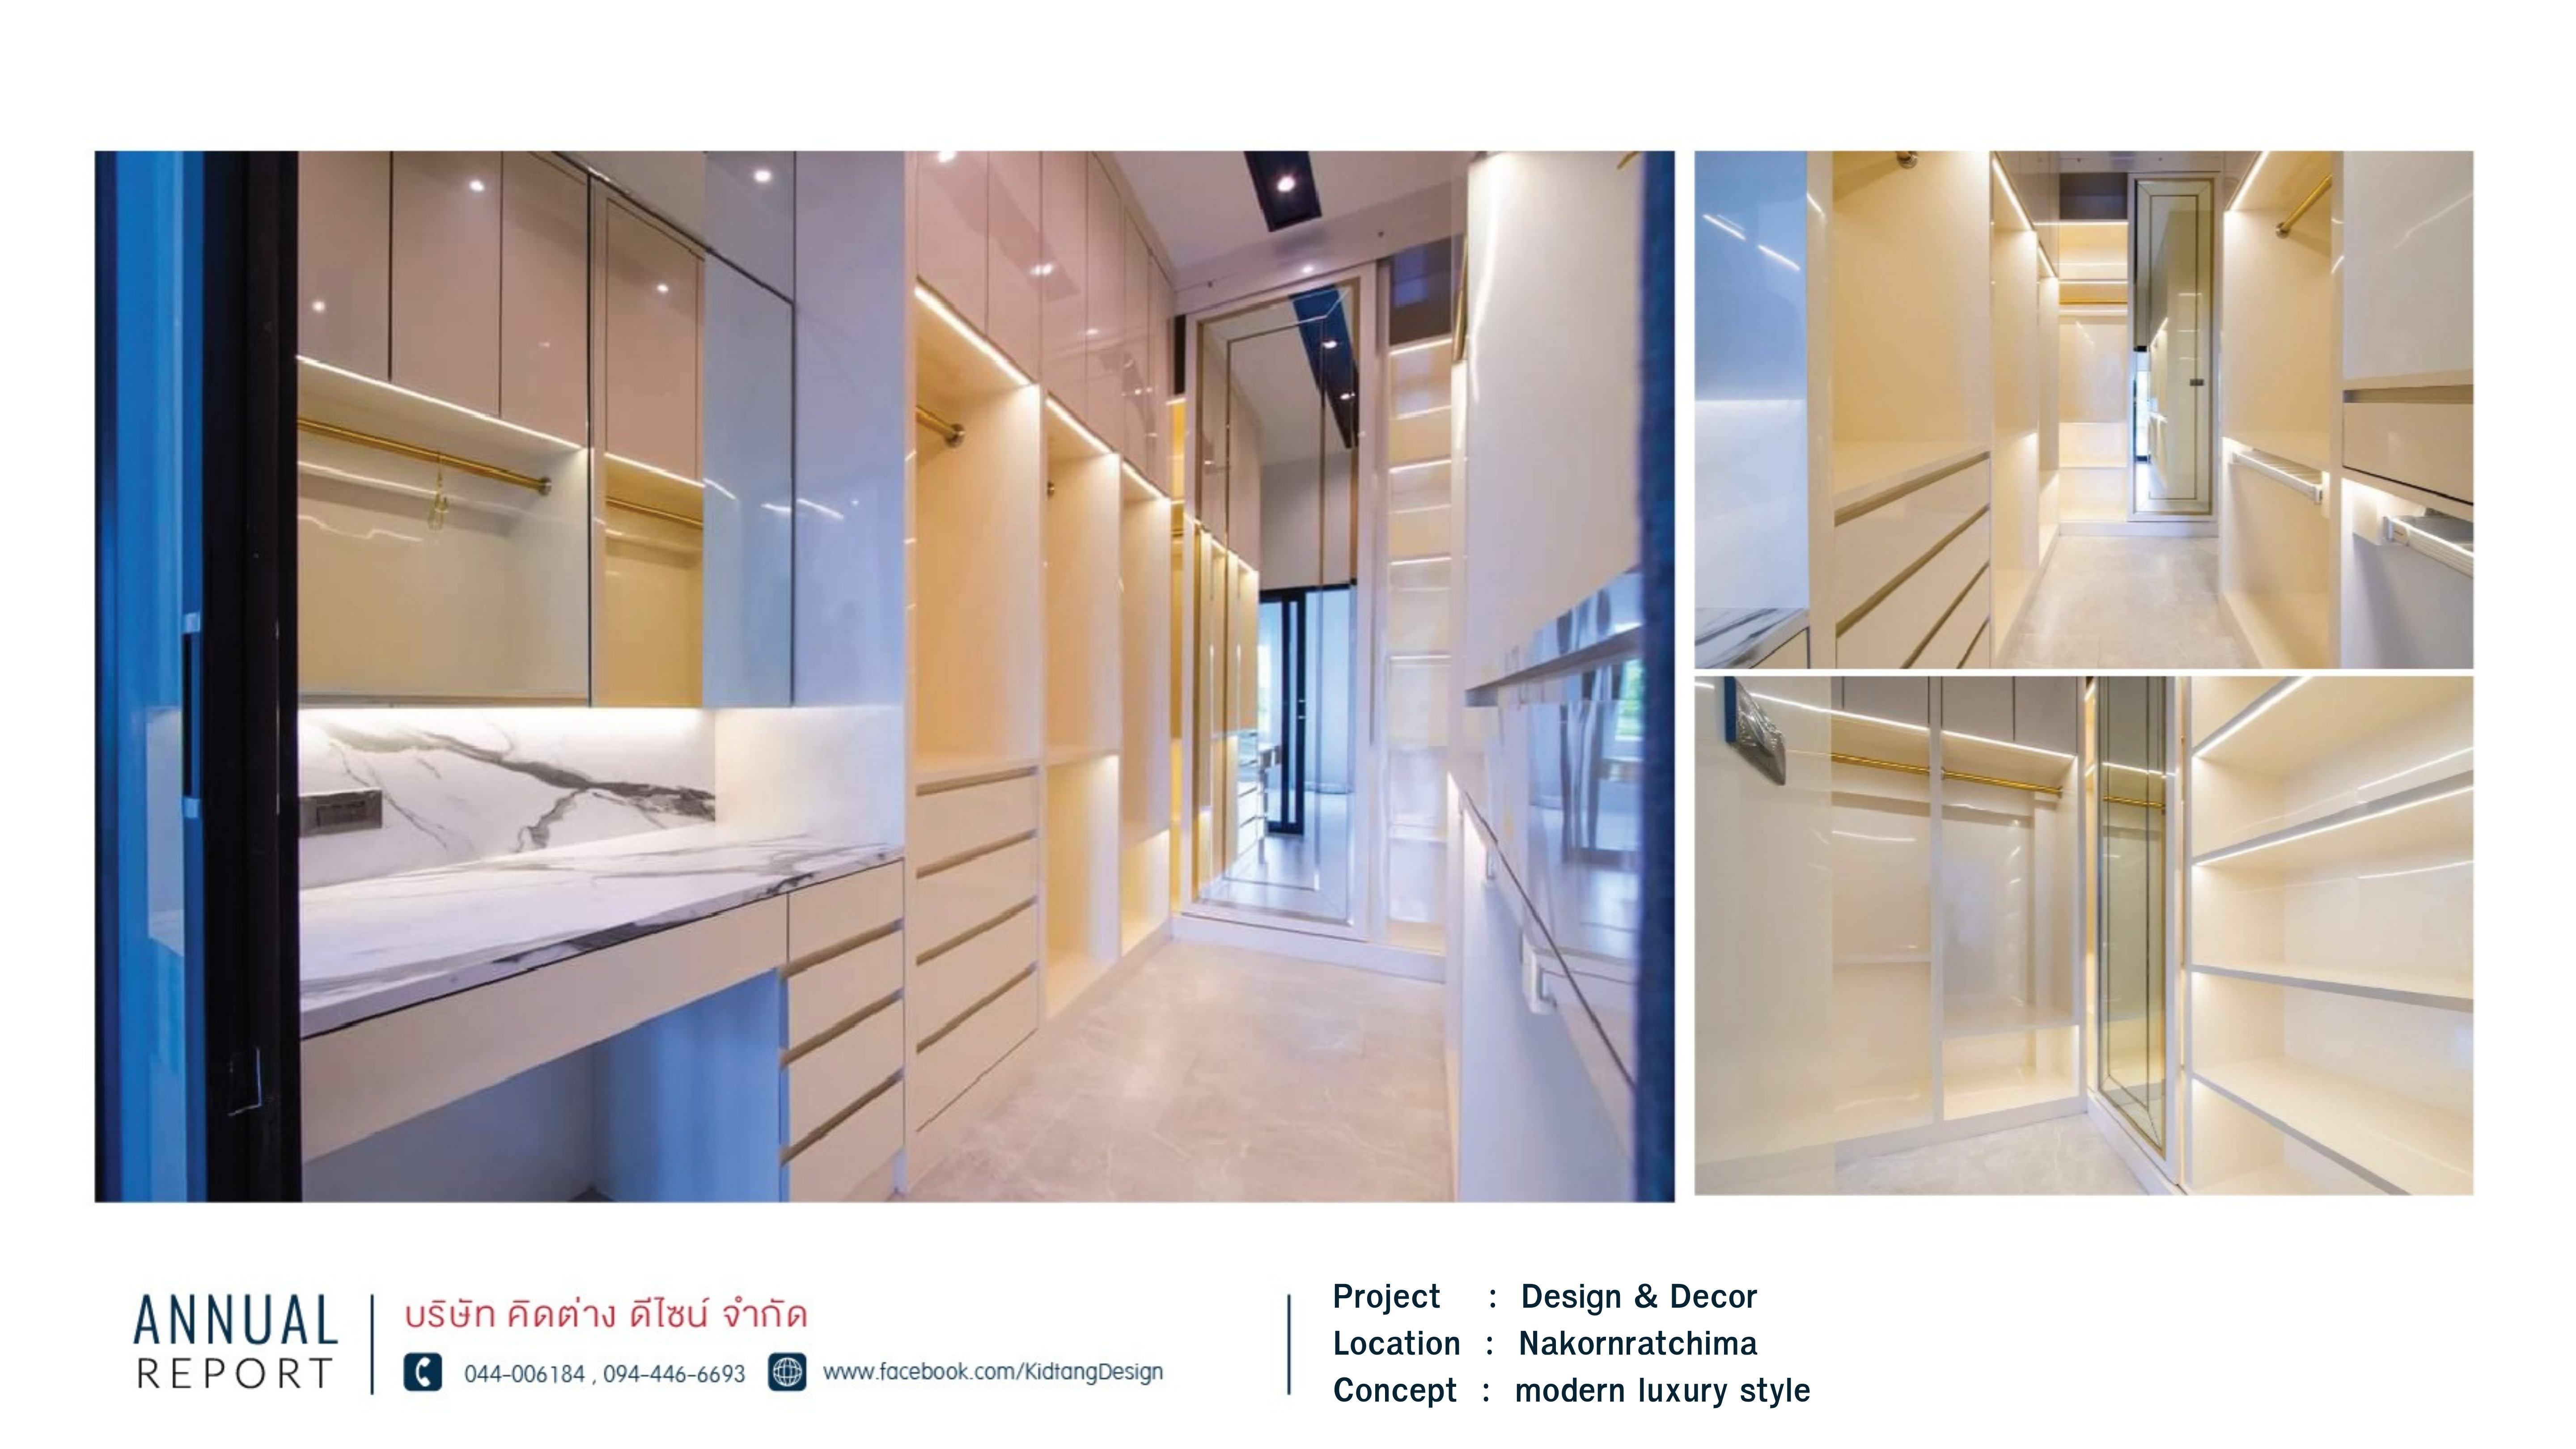 ANNUAL
REPORT
บริษัท คิดต่าง ดีไซน์ จำกัด
044-006184 , 094-446-6693 www.facebook.com/KidtangDesign
Project : Design & Decor
Location : Nakornratchima
Concept : modern luxury style